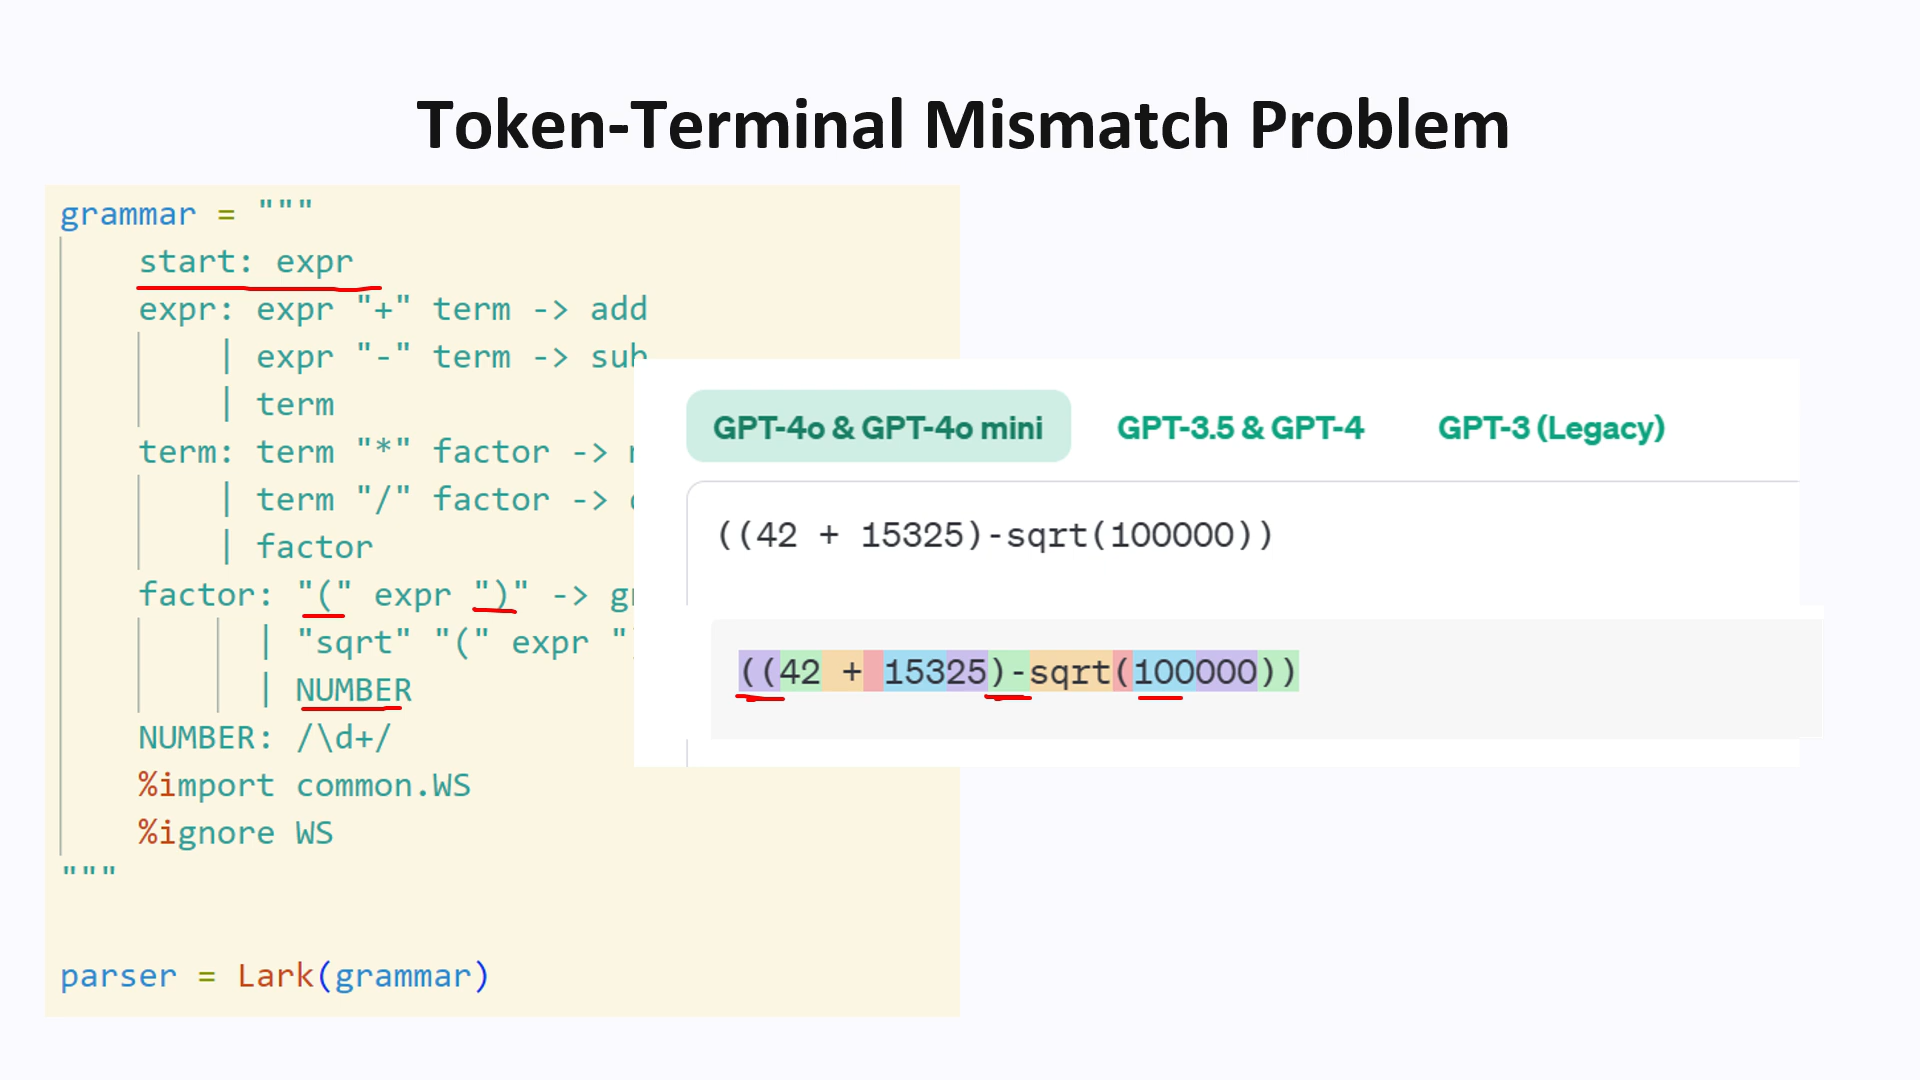 Token-Terminal Mismatch Problem
grammar = """
start: expr
expr: expr "+" term -> add
| expr "-" term -> sub
| term
term: term "*" factor ->
| term "/" factor ->
| factor
factor: "(" expr ")" ->
| "sqrt" "(" expr "
| NUMBER
NUMBER: /\d+/
%import common.WS
%ignore WS
"""
parser = Lark(grammar)
GPT-4o & GPT-4o mini
GPT-3.5 & GPT-4
GPT-3 (Legacy)
((42 + 15325)-sqrt(100000))
((42 + 15325)-sqrt(100000))